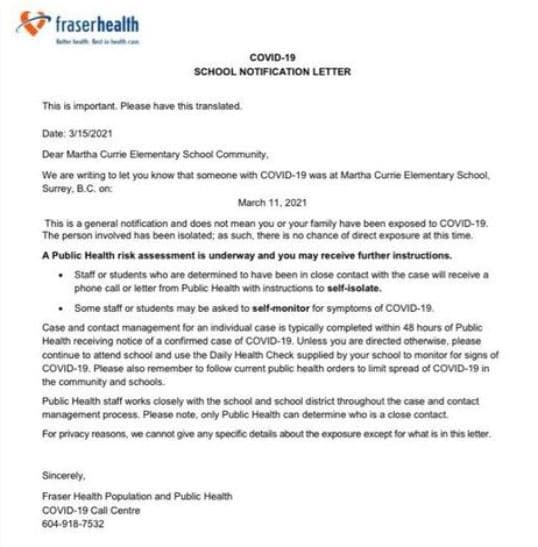 fraserhealth
Better health. Best in health care.
COVID-19
SCHOOL NOTIFICATION LETTER
This is important. Please have this translated.
Date: 3/15/2021
Dear Martha Currie Elementary School Community,
We are writing to let you know that someone with COVID-19 was at Martha Currie Elementary School,
Surrey, B.C. on:
March 11, 2021
This is a general notification and does not mean you or your family have been exposed to COVID-19.
The person involved has been isolated; as such, there is no chance of direct exposure at this time.
A Public Health risk assessment is underway and you may receive further instructions.
• Staff or students who are determined to have been in close contact with the case will receive a
phone call or letter from Public Health with instructions to self-isolate.
• Some staff or students may be asked to self-monitor for symptoms of COVID-19.
Case and contact management for an individual case is typically completed within 48 hours of Public
Health receiving notice of a confirmed case of COVID-19. Unless you are directed otherwise, please
continue to attend school and use the Daily Health Check supplied by your school to monitor for signs of
COVID-19. Please also remember to follow current public health orders to limit spread of COVID-19 in
the community and schools.
Public Health staff works closely with the school and school district throughout the case and contact
management process. Please note, only Public Health can determine who is a close contact.
For privacy reasons, we cannot give any specific details about the exposure except for what is in this letter.
Sincerely,
Fraser Health Population and Public Health
COVID-19 Call Centre
604-918-7532